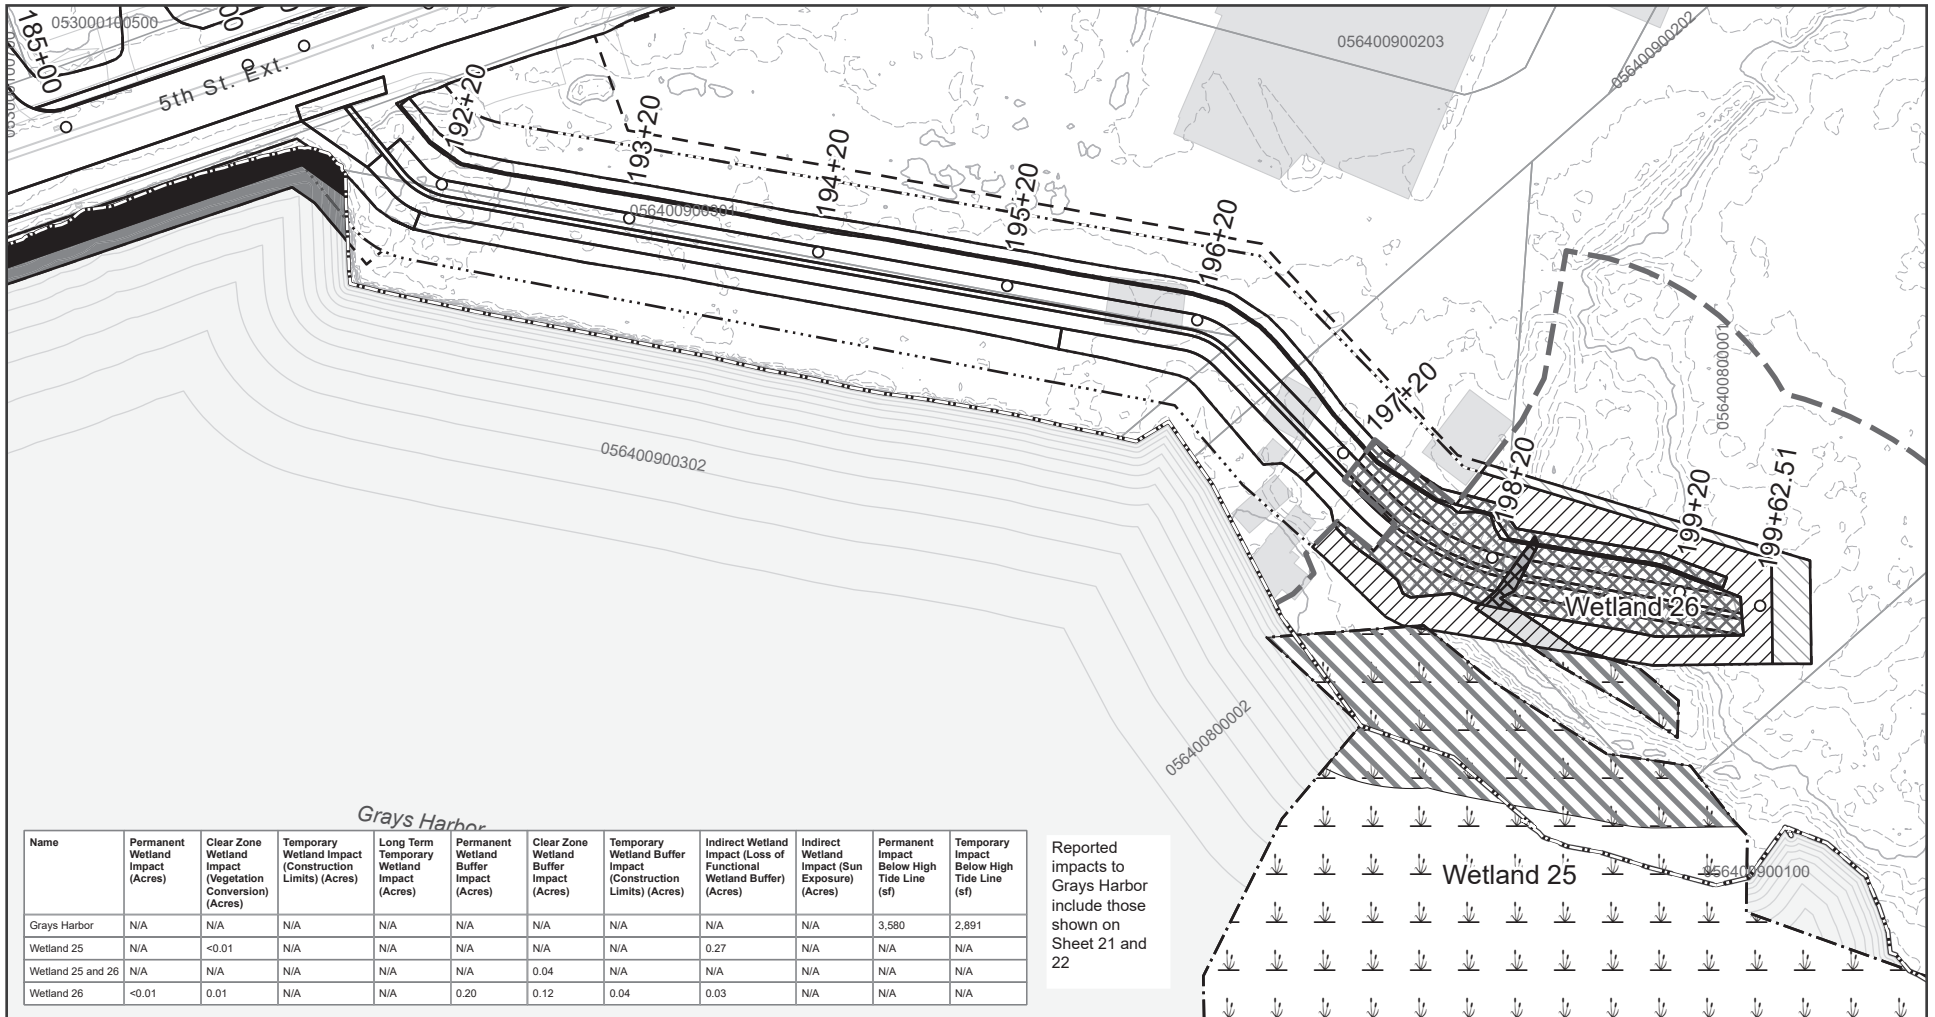 053000100500
185+00
00
5th St. Ext.
056400900203
056400900202
192+20
193+20
194+20
195+20
196+20
056400900301
197+20
198+20
199+20
199+62.51
056400800001
056400900302
Wetland 26
056400800002
Wetland 25
056400900100
Grays Harbor
Name | Permanent Wetland Impact (Acres) | Clear Zone Wetland Impact (Vegetation Conversion) (Acres) | Temporary Wetland Impact (Construction Limits) (Acres) | Long Term Temporary Wetland Impact (Acres) | Permanent Wetland Buffer Impact (Acres) | Clear Zone Wetland Buffer Impact (Acres) | Temporary Wetland Buffer Impact (Construction Limits) (Acres) | Indirect Wetland Impact (Loss of Functional Wetland Buffer) (Acres) | Indirect Wetland Impact (Sun Exposure) (Acres) | Permanent Impact Below High Tide Line (sf) | Temporary Impact Below High Tide Line (sf)
Grays Harbor | N/A | N/A | N/A | N/A | N/A | N/A | N/A | N/A | N/A | 3,580 | 2,891
Wetland 25 | N/A | <0.01 | N/A | N/A | N/A | N/A | N/A | 0.27 | N/A | N/A | N/A
Wetland 25 and 26 | N/A | N/A | N/A | N/A | N/A | 0.04 | N/A | N/A | N/A | N/A | N/A
Wetland 26 | <0.01 | 0.01 | N/A | N/A | 0.20 | 0.12 | 0.04 | 0.03 | N/A | N/A | N/A
Reported
impacts to
Grays Harbor
include those
shown on
Sheet 21 and
22